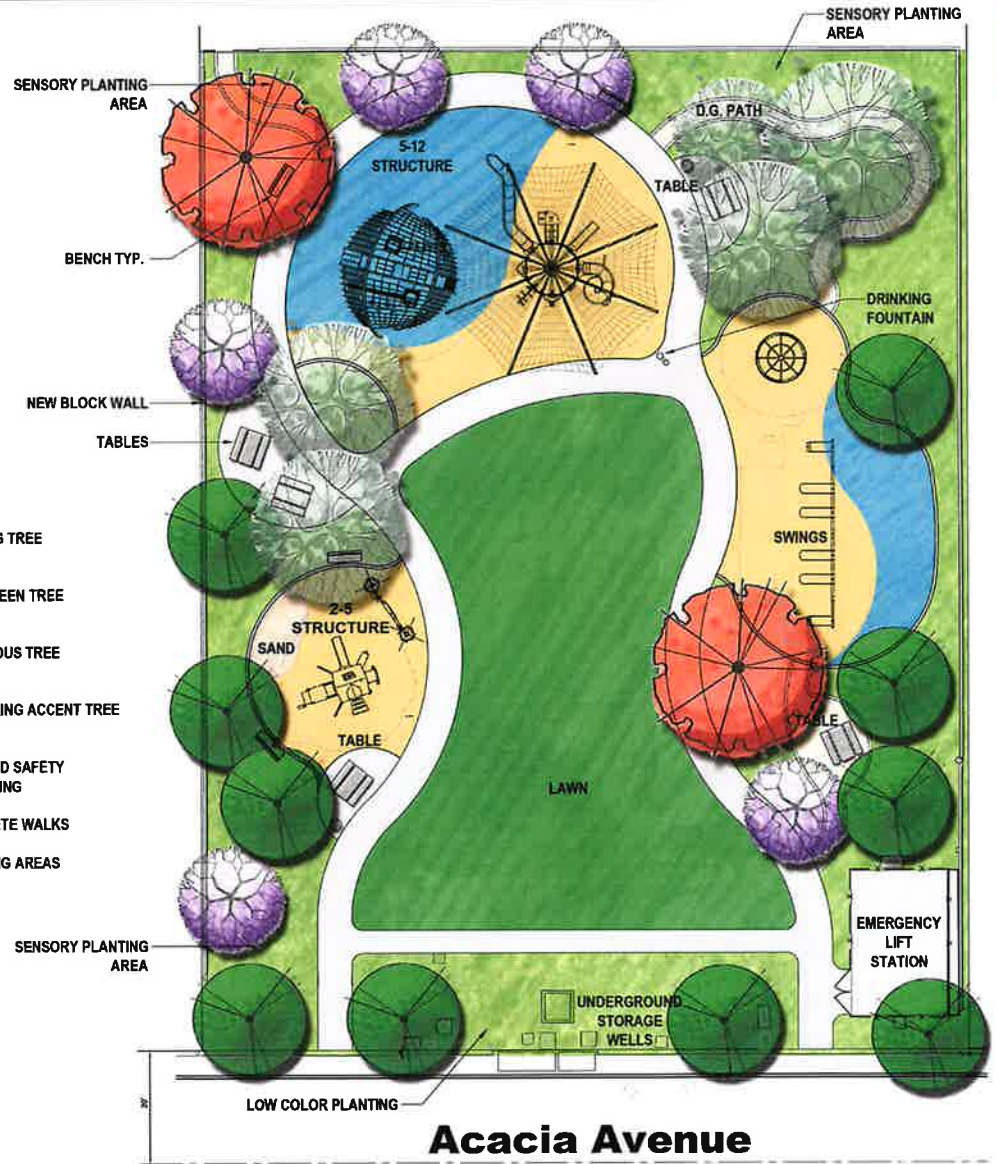 SENSORY PLANTING
AREA
SENSORY PLANTING
AREA
D.G. PATH
5-12
STRUCTURE
TABLE
BENCH TYP.
DRINKING
FOUNTAIN
NEW BLOCK WALL
TABLES
SWINGS
G TREE
EEN TREE
2-5
STRUCTURE
SAND
OUS TREE
ING ACCENT TREE
TABLE
TABLE
D SAFETY
ING
LAWN
TE WALKS
G AREAS
EMERGENCY
LIFT
STATION
SENSORY PLANTING
AREA
UNDERGROUND
STORAGE
WELLS
LOW COLOR PLANTING
Acacia Avenue